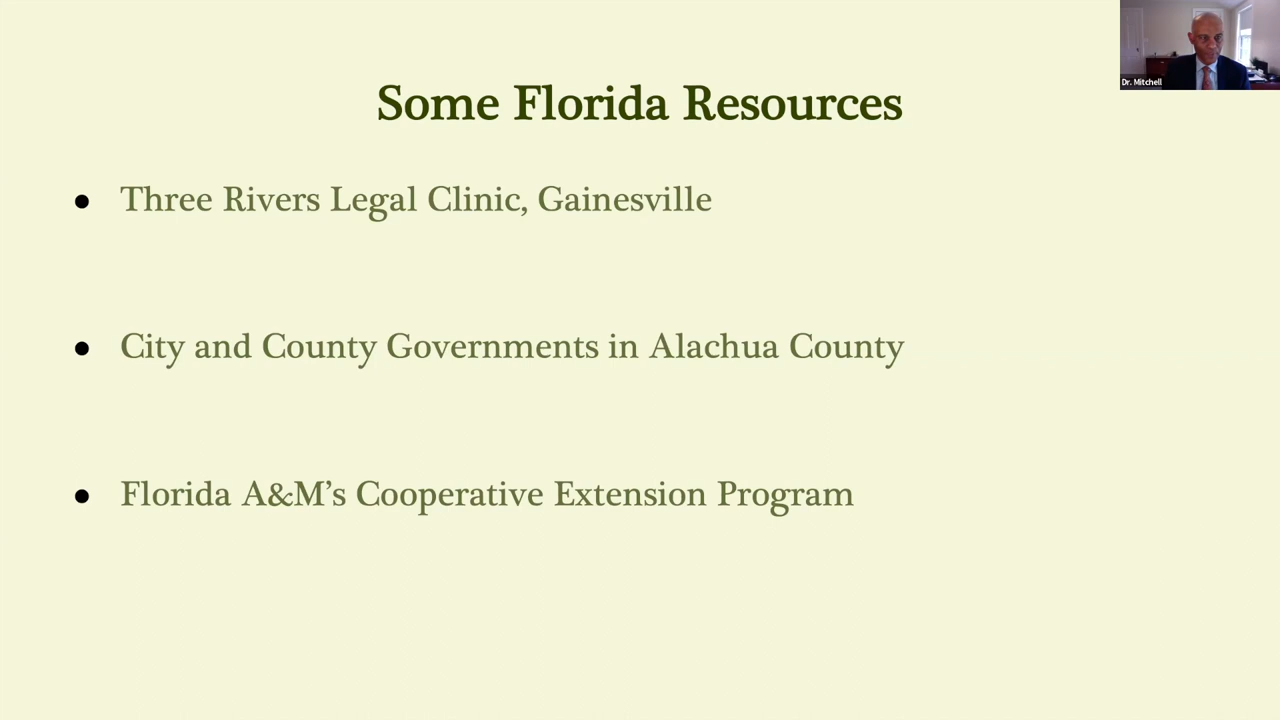 Dr. Mitchell
Some Florida Resources
● Three Rivers Legal Clinic, Gainesville
● City and County Governments in Alachua County
● Florida A&M’s Cooperative Extension Program